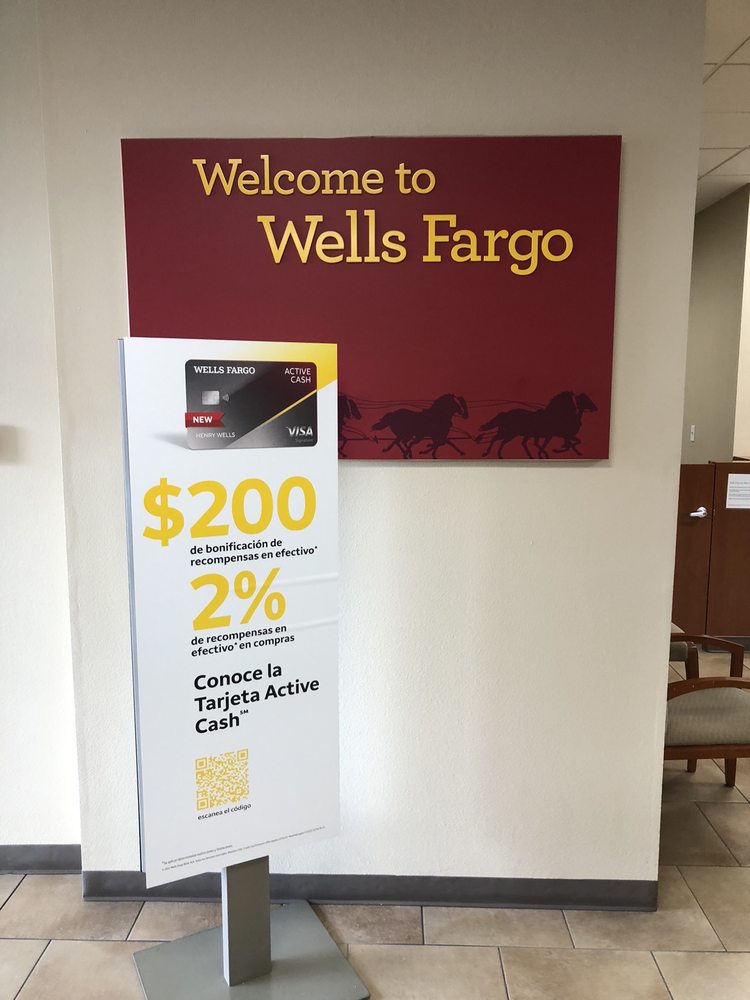 Welcome to
Wells Fargo
WELLS FARGO
ACTIVE
CASH
NEW
HENRY WELLS
VISA
Signature
$200
de bonificación de
recompensas en efectivo*
2%
de recompensas en
efectivo* en compras
Conoce la
Tarjeta Active
Cash℠
escanea el código